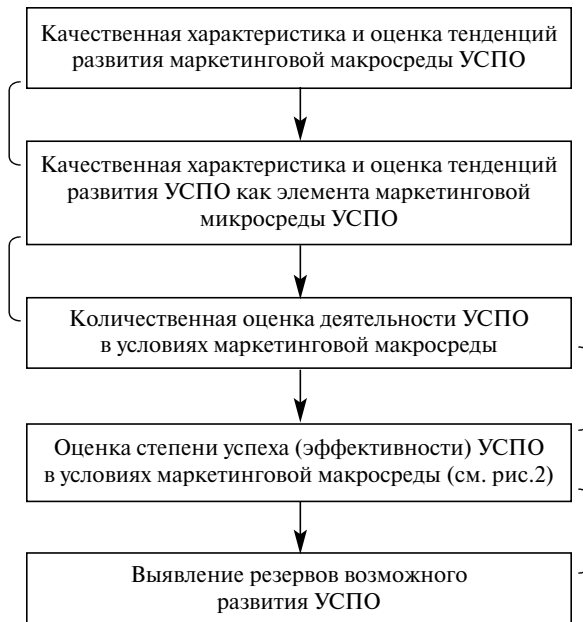 Качественная характеристика и оценка тенденций
развития маркетинговой макросреды УСПО
Качественная характеристика и оценка тенденций
развития УСПО как элемента маркетинговой
микросреды УСПО
Количественная оценка деятельности УСПО
в условиях маркетинговой макросреды
Оценка степени успеха (эффективности) УСПО
в условиях маркетинговой макросреды (см. рис.2)
Выявление резервов возможного
развития УСПО